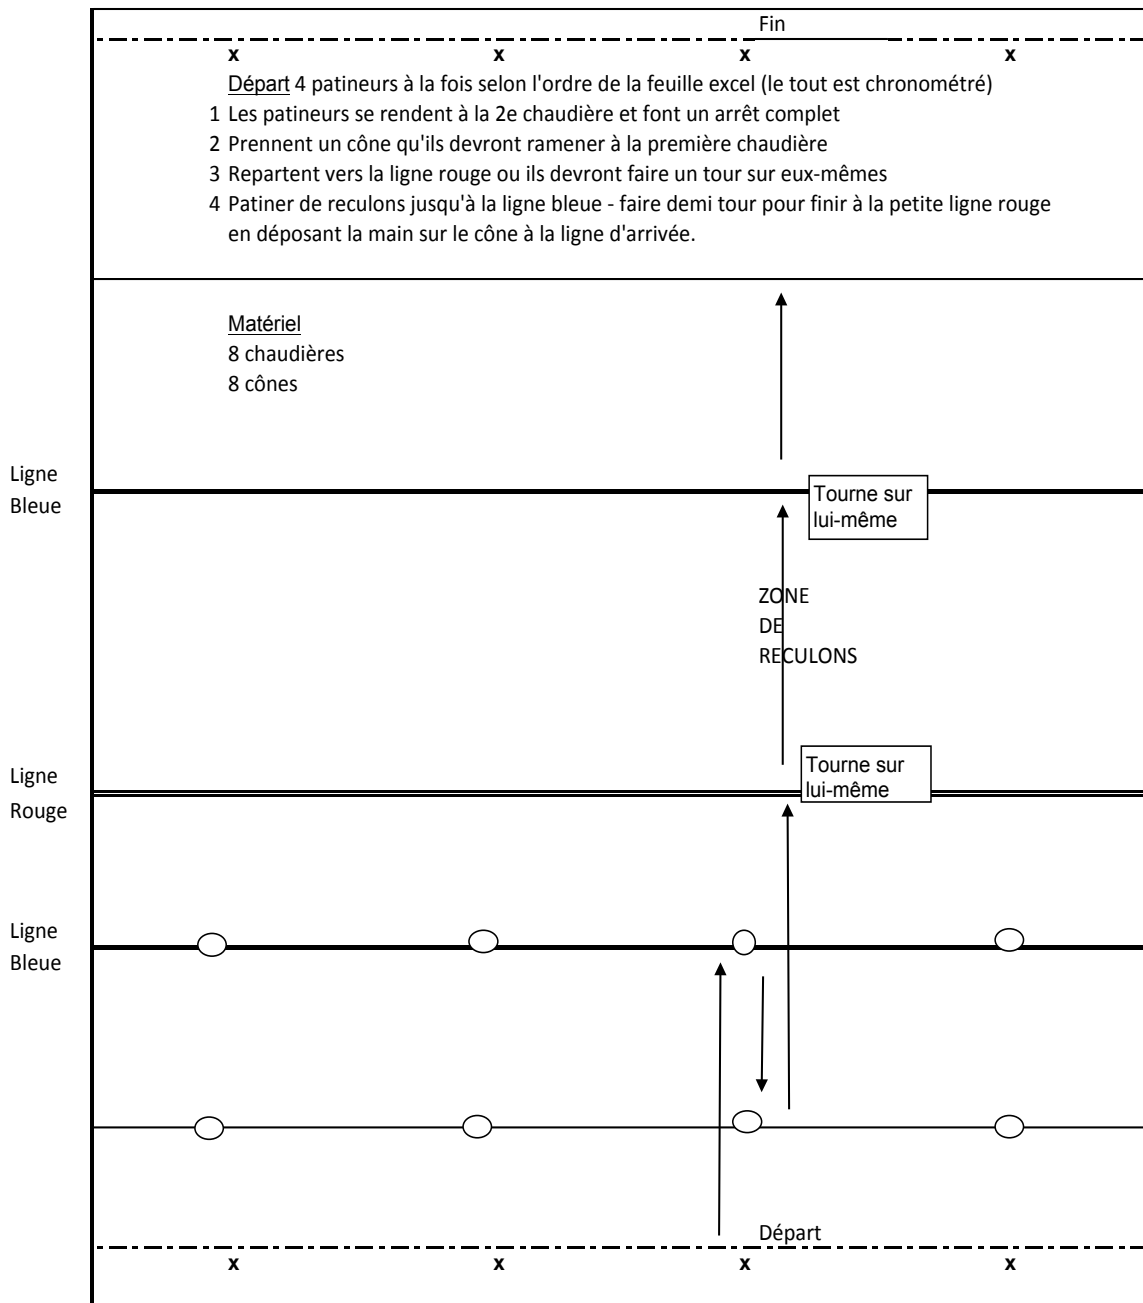 Fin
x x x x
Départ 4 patineurs à la fois selon l'ordre de la feuille excel (le tout est chronométré)
1 Les patineurs se rendent à la 2e chaudière et font un arrêt complet
2 Prennent un cône qu'ils devront ramener à la première chaudière
3 Repartent vers la ligne rouge ou ils devront faire un tour sur eux-mêmes
4 Patiner de reculons jusqu'à la ligne bleue - faire demi tour pour finir à la petite ligne rouge
en déposant la main sur le cône à la ligne d'arrivée.
Matériel
8 chaudières
8 cônes
Ligne
Bleue
Tourne sur
lui-même
ZONE
DE
RECULONS
Ligne
Rouge
Tourne sur
lui-même
Ligne
Bleue
Départ
x x x x